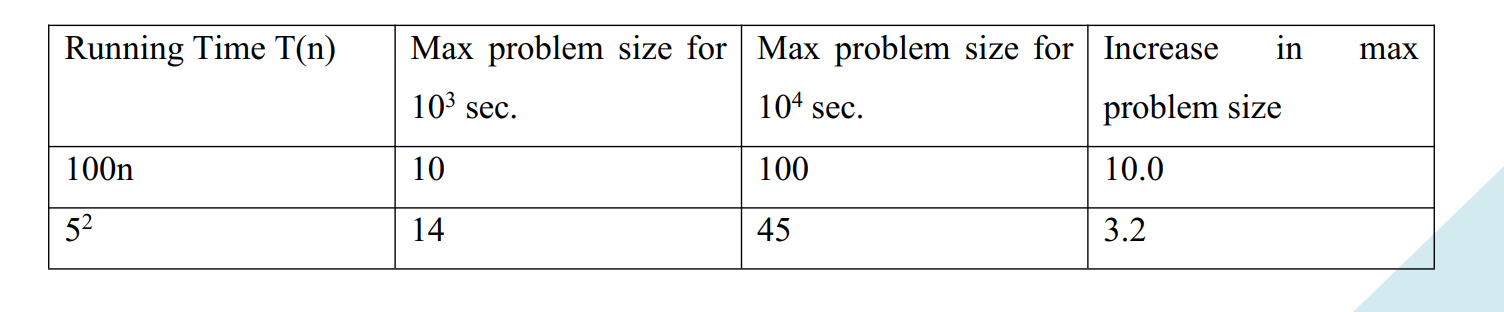 Running Time T(n)
Max problem size for
10³ sec.
Max problem size for
10⁴ sec.
Increase in max
problem size
100n
10
100
10.0
5²
14
45
3.2